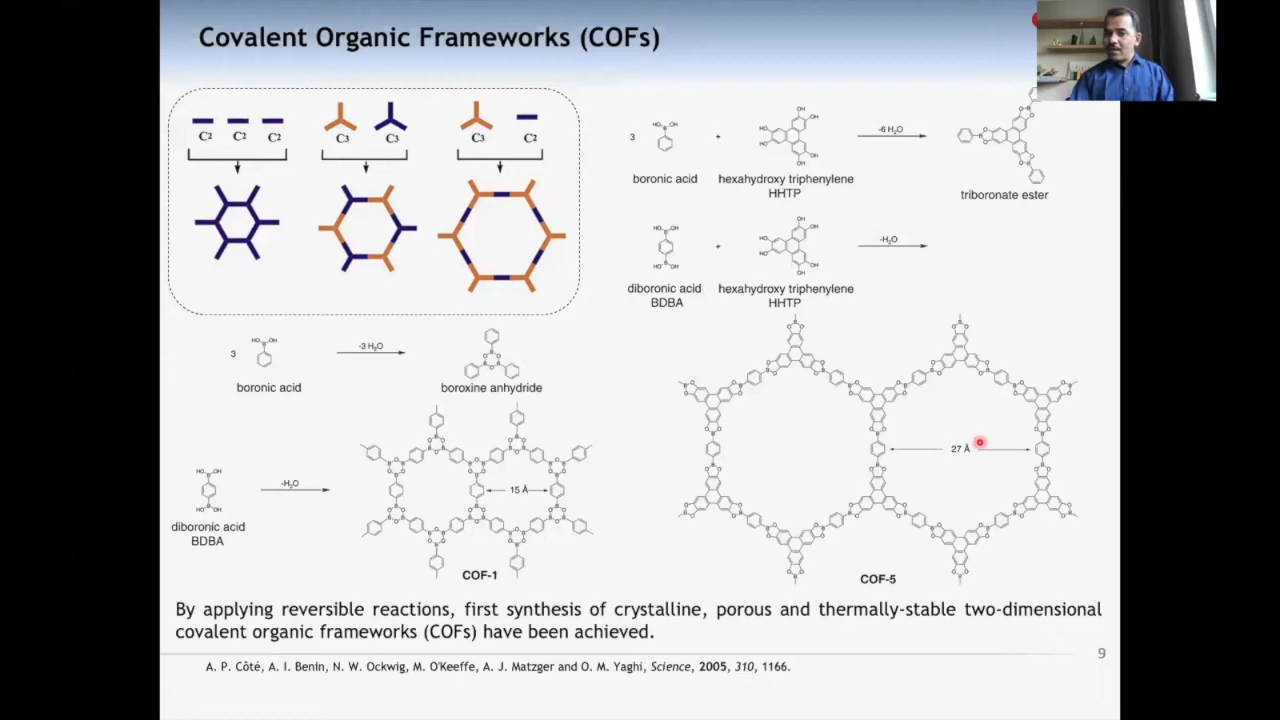 Covalent Organic Frameworks (COFs)
C2 C2 C2
C3 C3
C3 C2
3
boronic acid
+
hexahydroxy triphenylene
HHTP
-6 H2O
triboronate ester
diboronic acid
BDBA
+
hexahydroxy triphenylene
HHTP
-H2O
3
boronic acid
-3 H2O
boroxine anhydride
diboronic acid
BDBA
-H2O
15 Å
COF-1
27 Å
COF-5
By applying reversible reactions, first synthesis of crystalline, porous and thermally-stable two-dimensional
covalent organic frameworks (COFs) have been achieved.
9
A. P. Côté, A. I. Benin, N. W. Ockwig, M. O'Keeffe, A. J. Matzger and O. M. Yaghi, Science, 2005, 310, 1166.